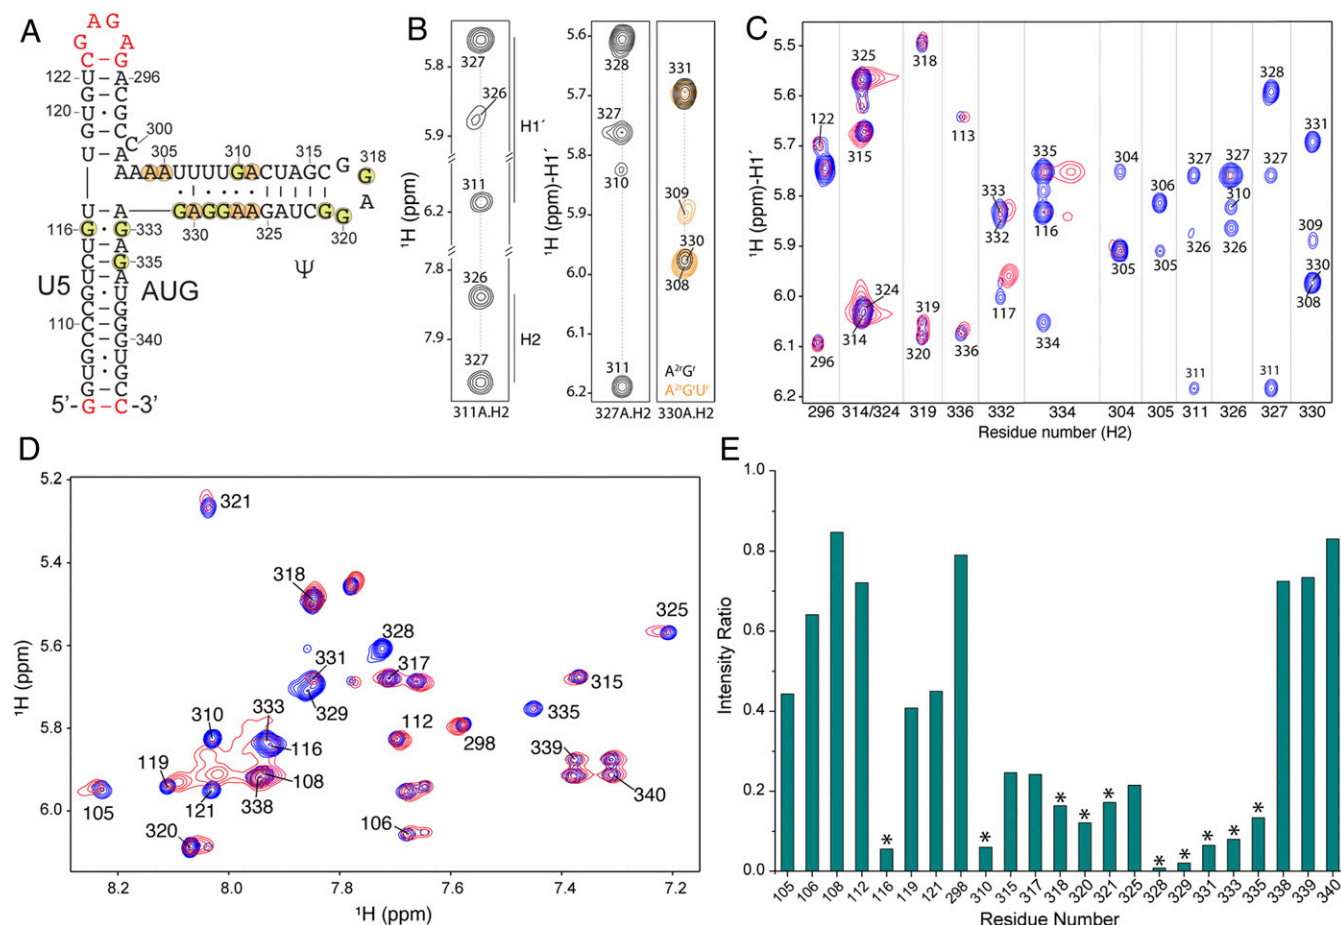 A
A G
G A
C G
122 U – A 296
G – C
120 U · G
G – C
U A
C 300
305 310 315 318
A A A A U U U U G A C U A G C G G A
U – A G A G G A A G A U C G G G
116 G · G 333
330 325 320
U – A
C – G 335
U – A
Ψ
U5 AUG
110 340
5'- G – C -3'
B
5.8
5.9
6.2
7.8
7.9
¹H (ppm)
327
326
311
326
327
H1´
H2
311A.H2
5.6
5.7
5.8
5.9
6.0
6.1
6.2
¹H (ppm)-H1´
328
327
310
311
327A.H2
331
309
330
308
A²ʳGʳ
A²ʳGʳUʳ
330A.H2
C
5.5
5.6
5.7
5.8
5.9
6.0
6.1
6.2
¹H (ppm)-H1´
325 318
122 113 328
331
315 335 304 327 327 327
333 306 310
332 116 305 305 326 326 309
330
324 319 117 308
314 334
296 320 336
311 311
296 314/324 319 336 332 334 304 305 311 326 327 330
Residue number (H2)
D
5.2
5.4
5.6
5.8
6.0
¹H (ppm)
321
318
325
328
331
317 315
329
335
310 333
112 298
116
339
119
108
340
105 121 338
106
320
8.2 8.0 7.8 7.6 7.4 7.2
¹H (ppm)
E
1.0
0.8
0.6
0.4
0.2
0.0
Intensity Ratio
* * * * * * * * * *
105 106 108 112 116 119 121 298 310 315 317 318 320 321 325 328 329 331 333 335 338 339 340
Residue Number